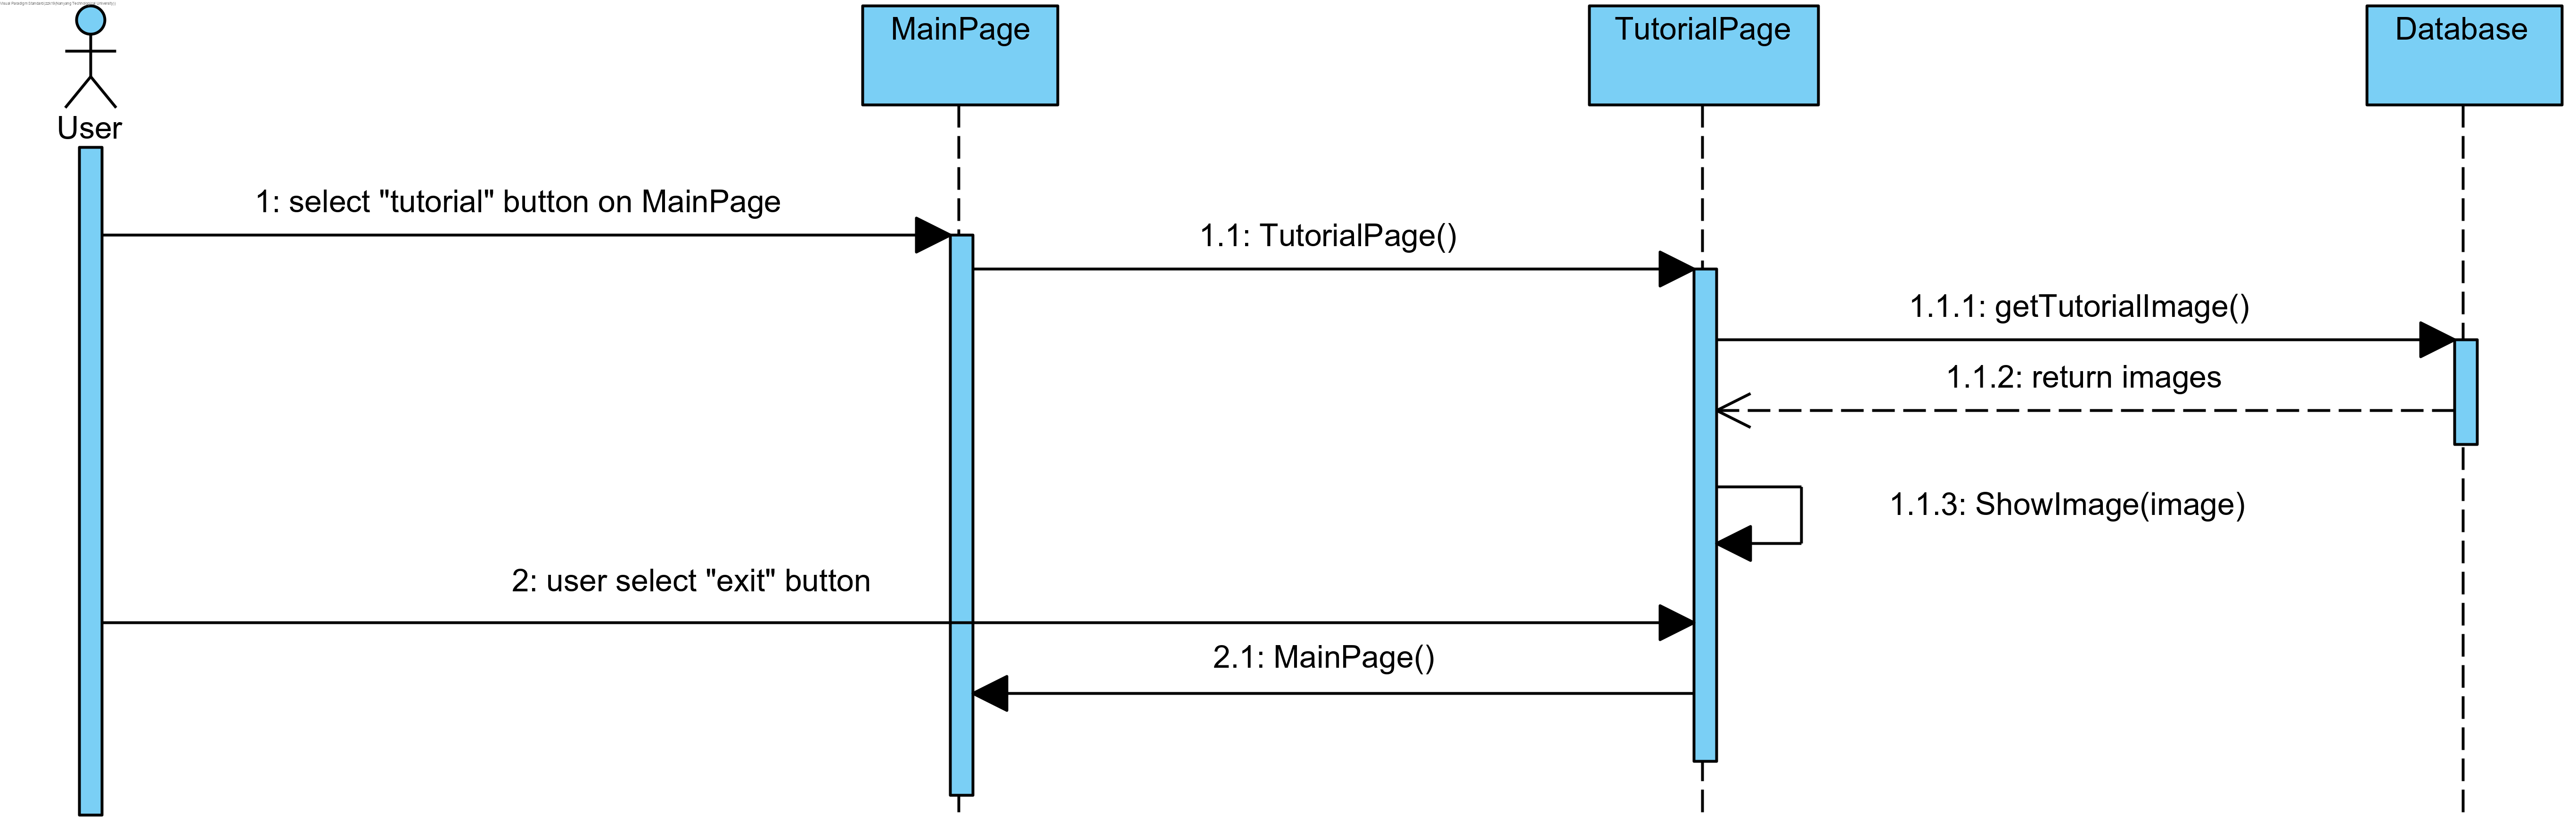 MainPage
TutorialPage
Database
User
1: select "tutorial" button on MainPage
1.1: TutorialPage()
1.1.1: getTutorialImage()
1.1.2: return images
1.1.3: ShowImage(image)
2: user select "exit" button
2.1: MainPage()